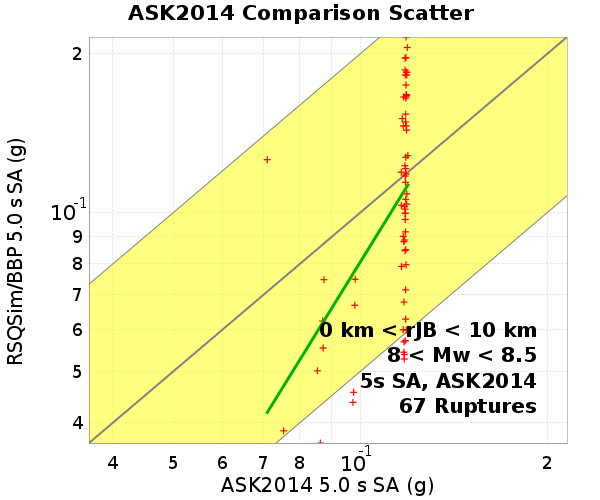 ASK2014 Comparison Scatter
RSQSim/BBP 5.0 s SA (g)
2
10-1
9
8
7
6
5
4
0 km < rJB < 10 km
8 < Mw < 8.5
5s SA, ASK2014
67 Ruptures
4 5 6 7 8 10-1 2
ASK2014 5.0 s SA (g)